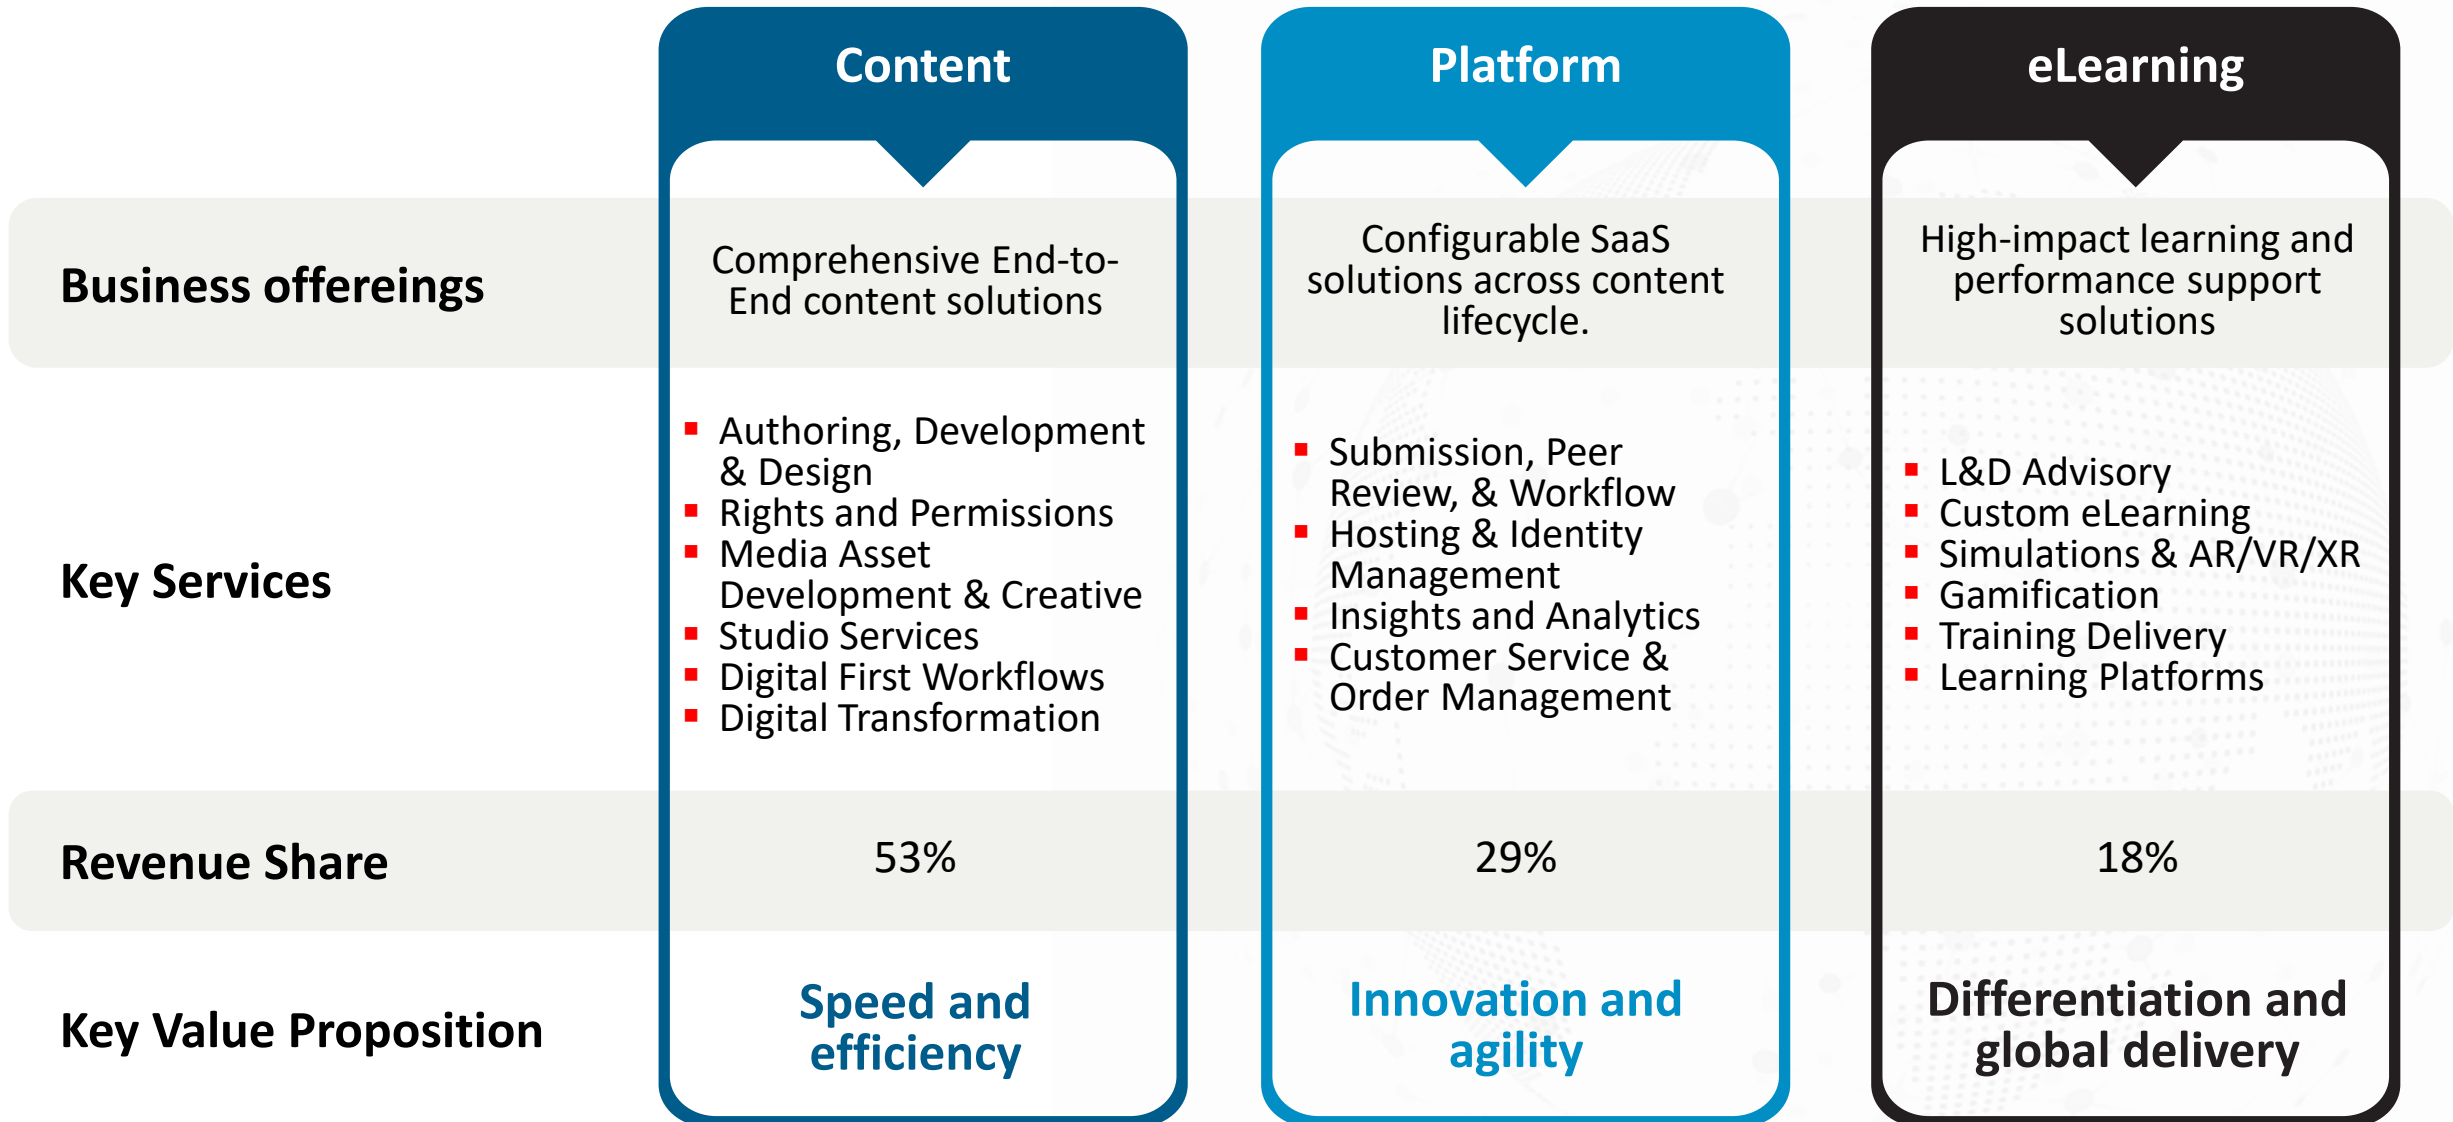 Content
Platform
eLearning
Business offereings
Comprehensive End-to-
End content solutions
Configurable SaaS
solutions across content
lifecycle.
High-impact learning and
performance support
solutions
Key Services
▪ Authoring, Development
& Design
▪ Rights and Permissions
▪ Media Asset
Development & Creative
▪ Studio Services
▪ Digital First Workflows
▪ Digital Transformation
▪ Submission, Peer
Review, & Workflow
▪ Hosting & Identity
Management
▪ Insights and Analytics
▪ Customer Service &
Order Management
▪ L&D Advisory
▪ Custom eLearning
▪ Simulations & AR/VR/XR
▪ Gamification
▪ Training Delivery
▪ Learning Platforms
Revenue Share
53%
29%
18%
Key Value Proposition
Speed and
efficiency
Innovation and
agility
Differentiation and
global delivery